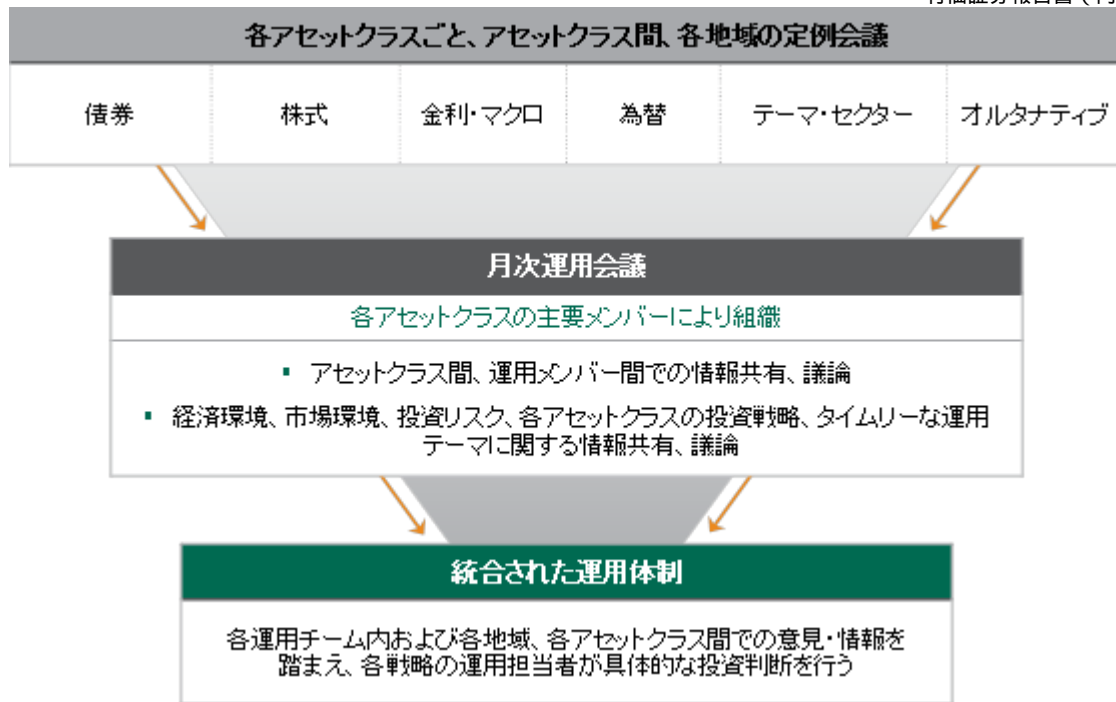 有価証券報告書（内
各アセットクラスごと、アセットクラス間、各地域の定例会議
債券 株式 金利・マクロ 為替 テーマ・セクター オルタナティブ
月次運用会議
各アセットクラスの主要メンバーにより組織
▪ アセットクラス間、運用メンバー間での情報共有、議論
▪ 経済環境、市場環境、投資リスク、各アセットクラスの投資戦略、タイムリーな運用
テーマに関する情報共有、議論
統合された運用体制
各運用チーム内および各地域、各アセットクラス間での意見・情報を
踏まえ、各戦略の運用担当者が具体的な投資判断を行う